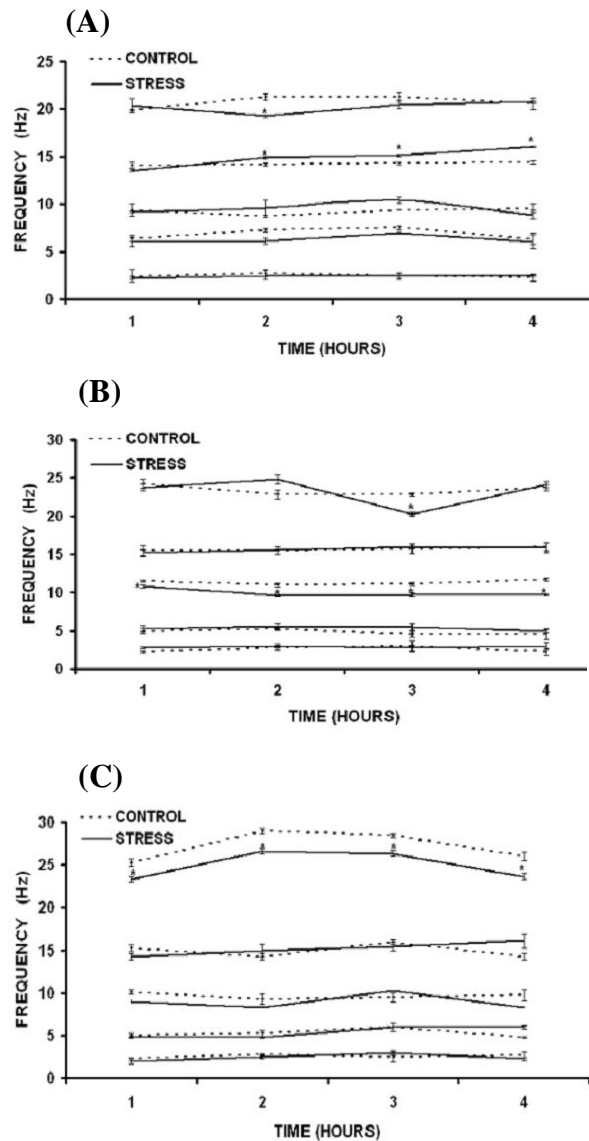 (A)
CONTROL
STRESS
FREQUENCY (Hz)
25
20
15
10
5
0
* * * *
1 2 3 4
TIME (HOURS)
(B)
CONTROL
STRESS
FREQUENCY (Hz)
30
25
20
15
10
5
0
*
* * * *
1 2 3 4
TIME (HOURS)
(C)
CONTROL
STRESS
FREQUENCY (Hz)
30
25
20
15
10
5
0
* * * *
1 2 3 4
TIME (HOURS)